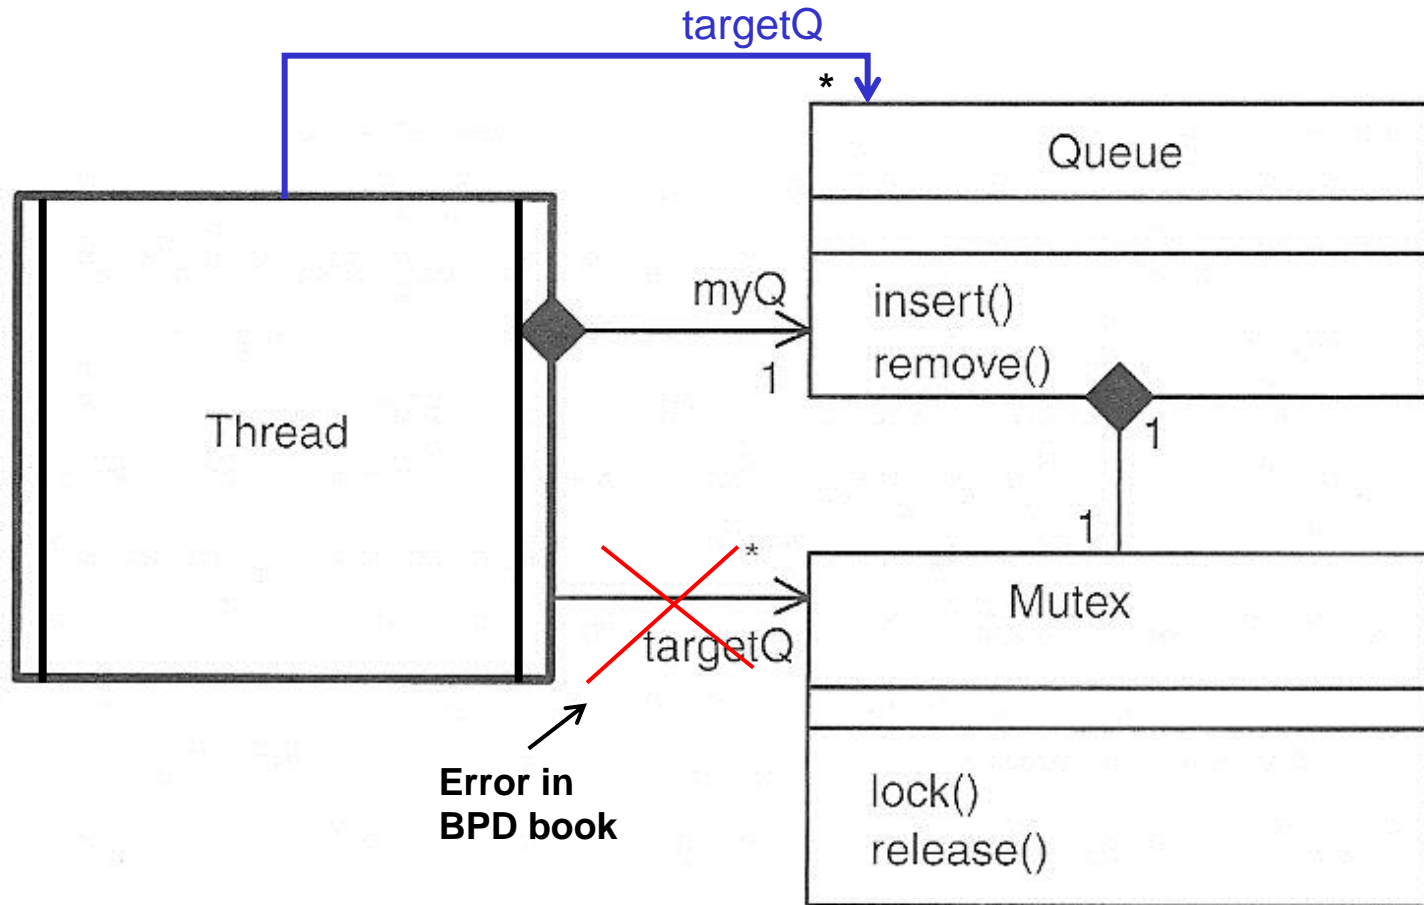 targetQ
*
Queue
myQ
1
insert()
remove()
Thread
1
1
*
targetQ
Mutex
Error in
BPD book
lock()
release()